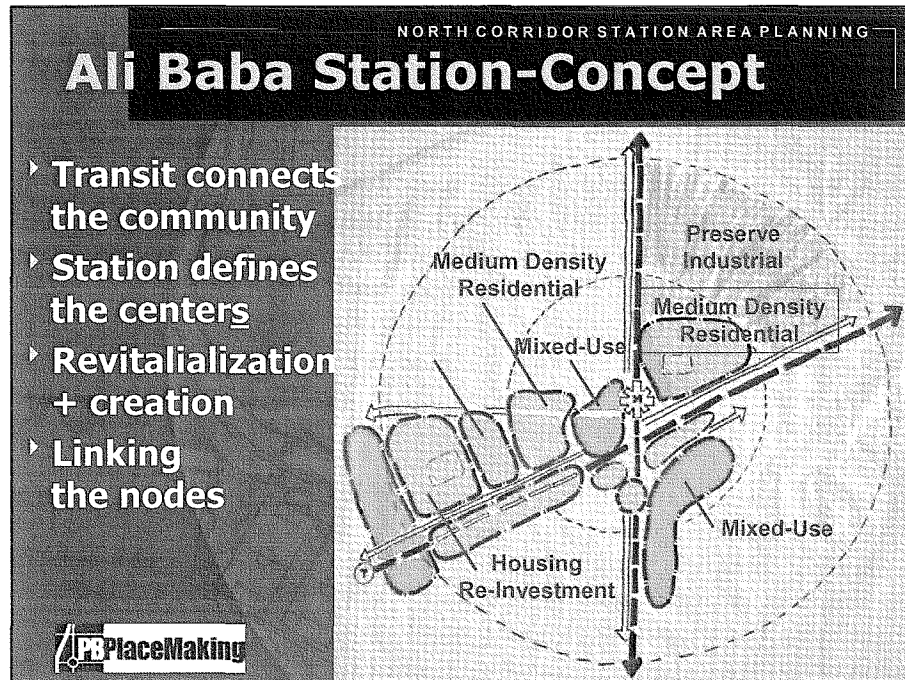 NORTH CORRIDOR STATION AREA PLANNING
Ali Baba Station-Concept
Transit connects
the community
Station defines
the centers
Revitalialization
+ creation
Linking
the nodes
Preserve
Industrial
Medium Density
Residential
Medium Density
Residential
Mixed-Use
M
T
Mixed-Use
Housing
Re-Investment
PBPlaceMaking